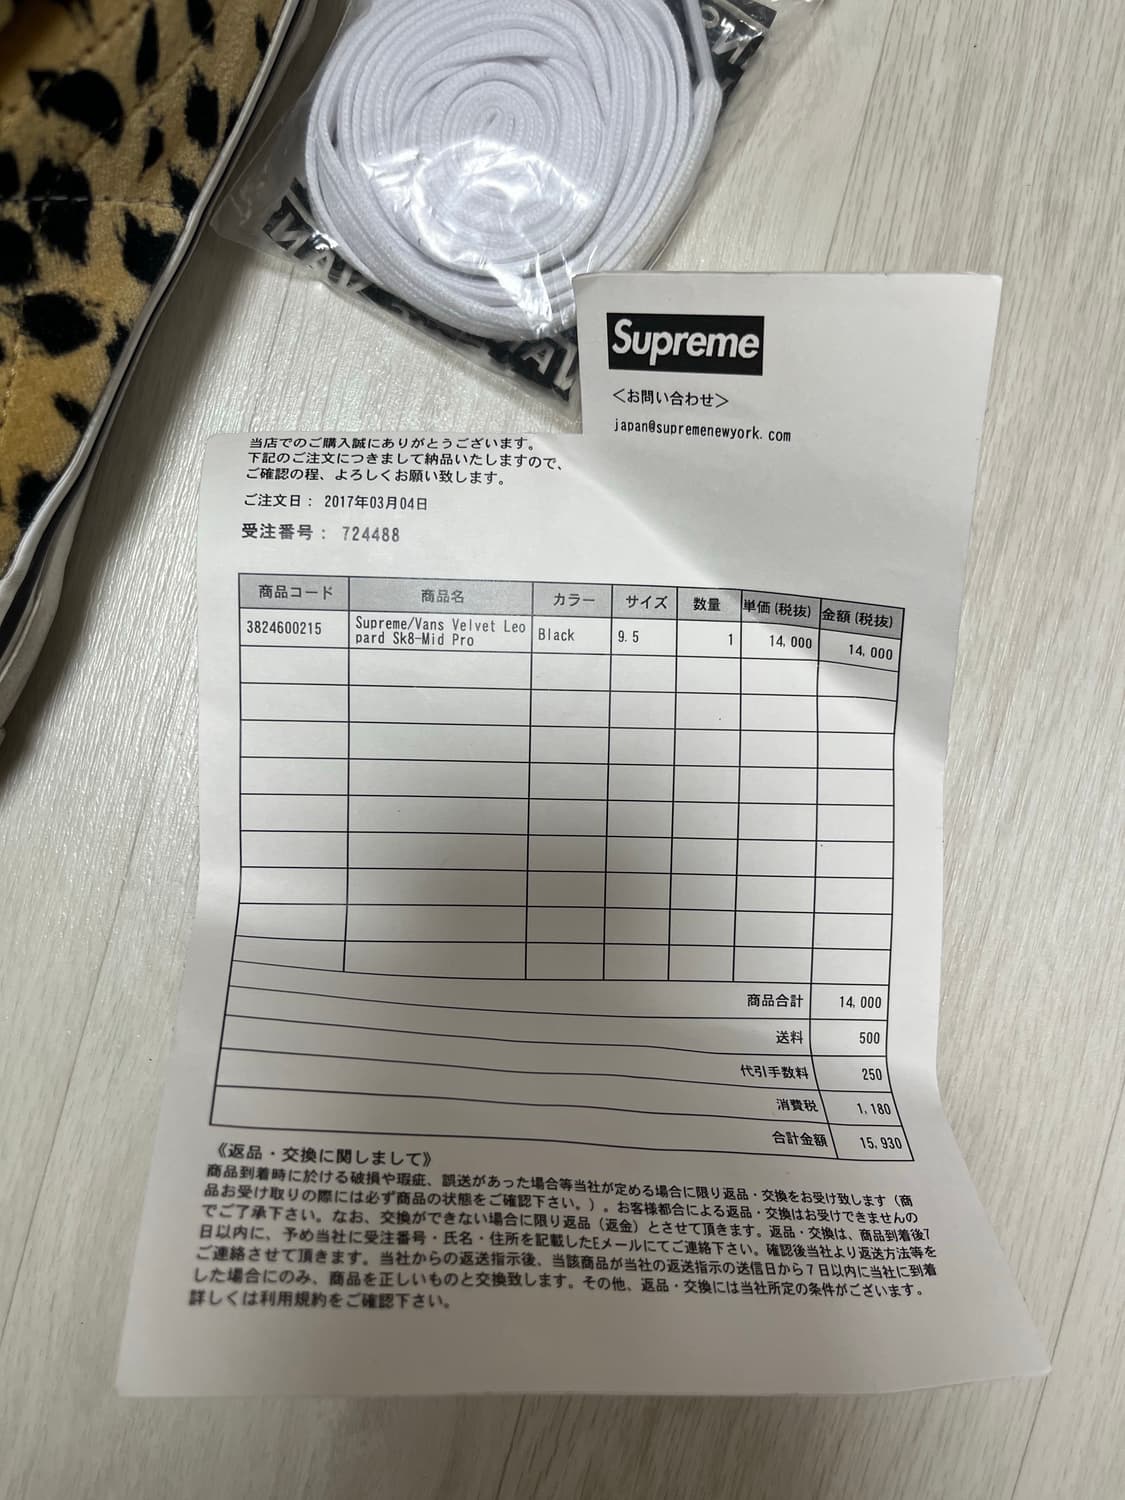 Supreme
<お問い合わせ>
japan@supremenewyork.com
当店でのご購入誠にありがとうございます。
下記のご注文につきまして納品いたしますので、
ご確認の程、よろしくお願い致します。
ご注文日： 2017年03月04日
受注番号： 724488
商品コード 商品名 カラー サイズ 数量 単価(税抜) 金額(税抜)
3824600215 Supreme/Vans Velvet Leo Black 9.5 1 14,000 14,000
pard Sk8-Mid Pro
商品合計 14,000
送料 500
代引手数料 250
消費税 1,180
合計金額 15,930
《返品・交換に関しまして》
商品到着時に於ける破損や瑕疵、誤送があった場合等当社が定める場合に限り返品・交換をお受け致します（商
品お受け取りの際には必ず商品の状態をご確認下さい。）。お客様都合による返品・交換はお受けできませんの
でご了承下さい。なお、交換ができない場合に限り返品（返金）とさせて頂きます。返品・交換は、商品到着後7
日以内に、予め当社に受注番号・氏名・住所を記載したEメールにてご連絡下さい。確認後当社より返送方法等を
ご連絡させて頂きます。当社からの返送指示後、当該商品が当社の返送指示の送信日から７日以内に当社に到着
した場合にのみ、商品を正しいものと交換致します。その他、返品・交換には当社所定の条件がございます。
詳しくは利用規約をご確認下さい。